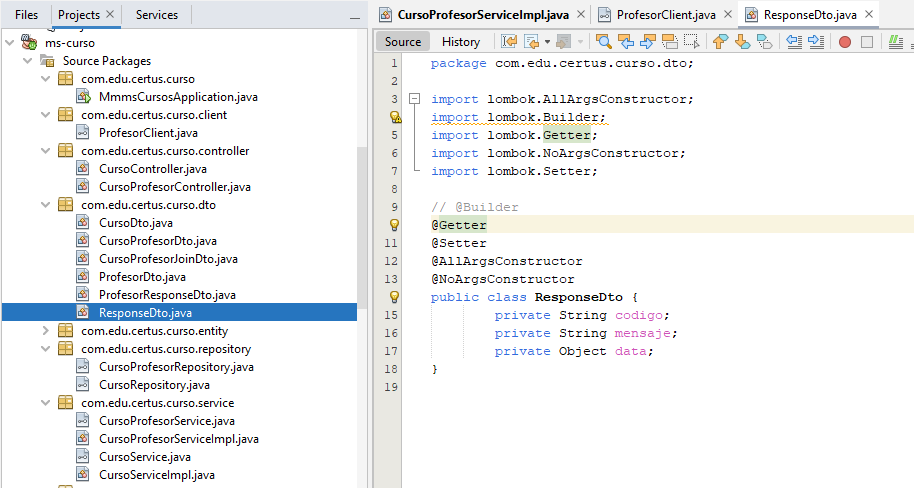 Files Projects Services
ms-curso
Source Packages
com.edu.certus.curso
MmmsCursosApplication.java
com.edu.certus.curso.client
ProfesorClient.java
com.edu.certus.curso.controller
CursoController.java
CursoProfesorController.java
com.edu.certus.curso.dto
CursoDto.java
CursoProfesorDto.java
CursoProfesorJoinDto.java
ProfesorDto.java
ProfesorResponseDto.java
ResponseDto.java
com.edu.certus.curso.entity
com.edu.certus.curso.repository
CursoProfesorRepository.java
CursoRepository.java
com.edu.certus.curso.service
CursoProfesorService.java
CursoProfesorServiceImpl.java
CursoService.java
CursoServiceImpl.java
CursoProfesorServiceImpl.java ProfesorClient.java ResponseDto.java
Source History
1 package com.edu.certus.curso.dto;
2
3 import lombok.AllArgsConstructor;
import lombok.Builder;
5 import lombok.Getter;
6 import lombok.NoArgsConstructor;
7 import lombok.Setter;
8
9 // @Builder
@Getter
11 @Setter
12 @AllArgsConstructor
13 @NoArgsConstructor
public class ResponseDto {
15 private String codigo;
16 private String mensaje;
17 private Object data;
18 }
19